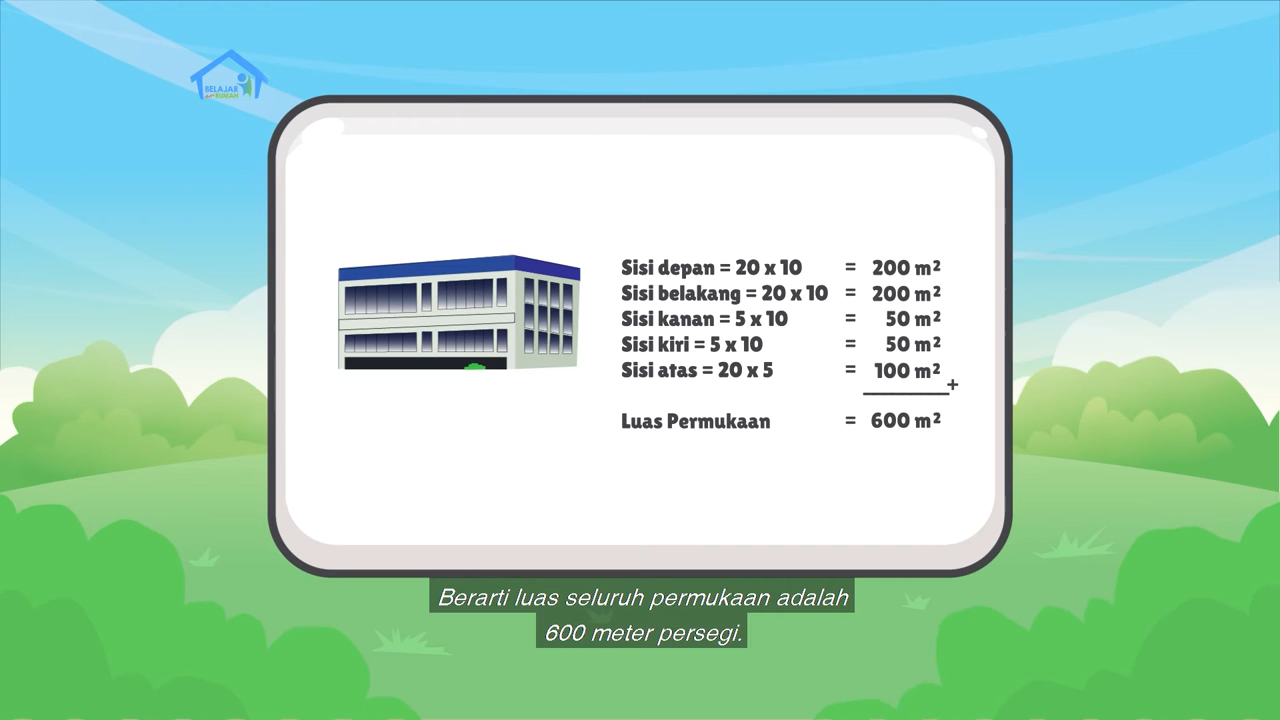 BELAJAR
dari RUMAH
Sisi depan = 20 x 10 = 200 m²
Sisi belakang = 20 x 10 = 200 m²
Sisi kanan = 5 x 10 = 50 m²
Sisi kiri = 5 x 10 = 50 m²
Sisi atas = 20 x 5 = 100 m²
+
Luas Permukaan = 600 m²
Berarti luas seluruh permukaan adalah
600 meter persegi.